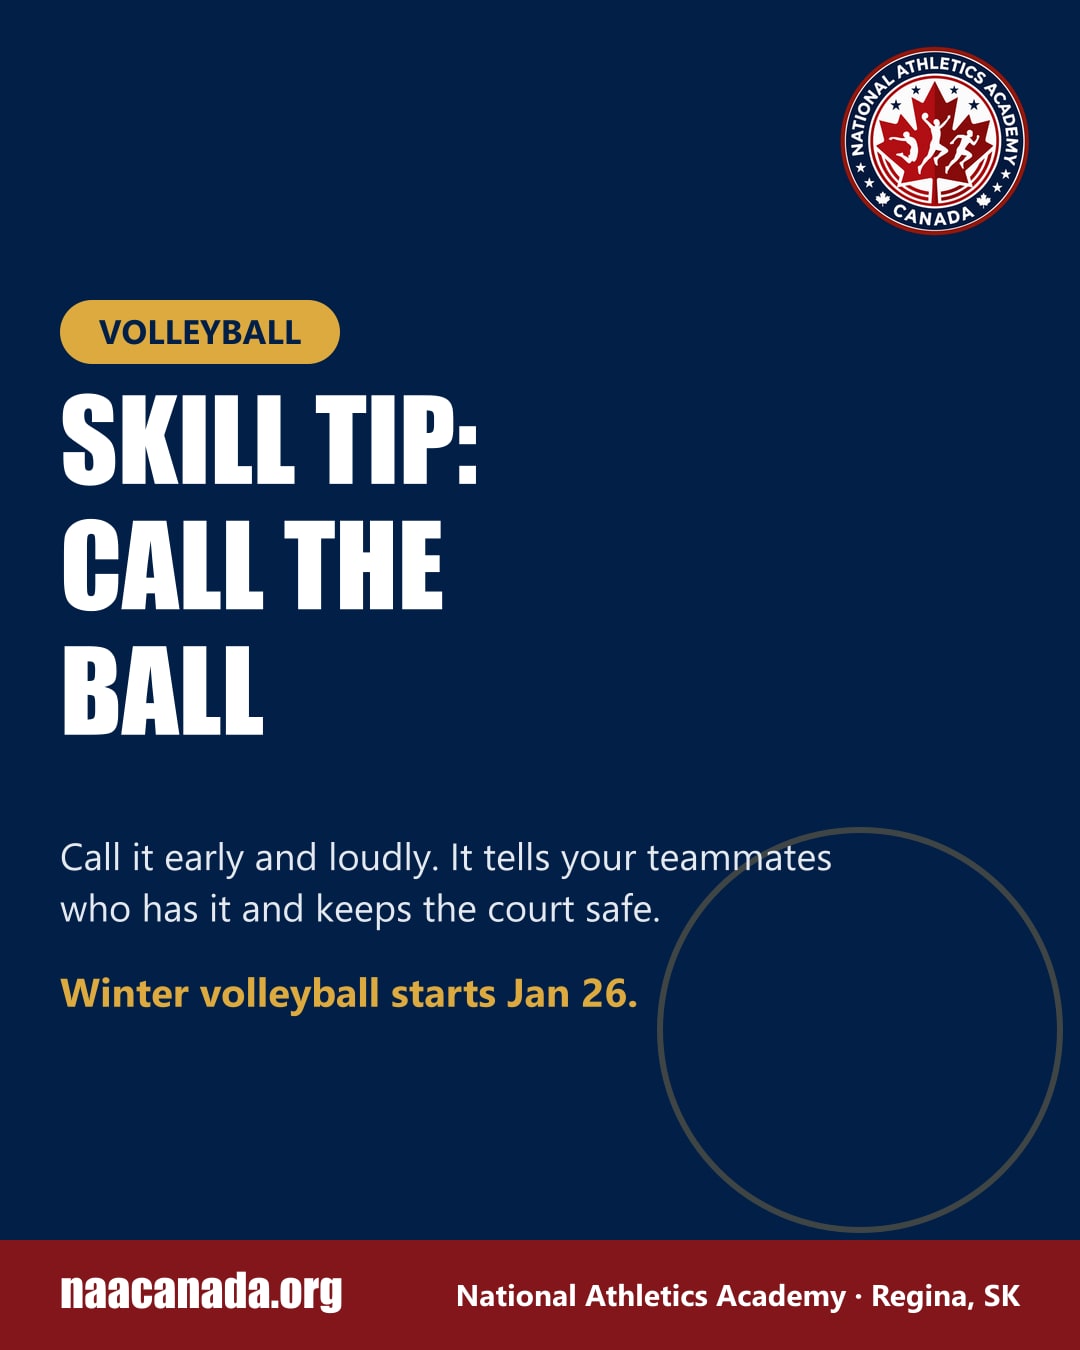 NATIONAL ATHLETICS ACADEMY
CANADA
VOLLEYBALL
SKILL TIP:
CALL THE
BALL
Call it early and loudly. It tells your teammates
who has it and keeps the court safe.
Winter volleyball starts Jan 26.
naacanada.org
National Athletics Academy · Regina, SK